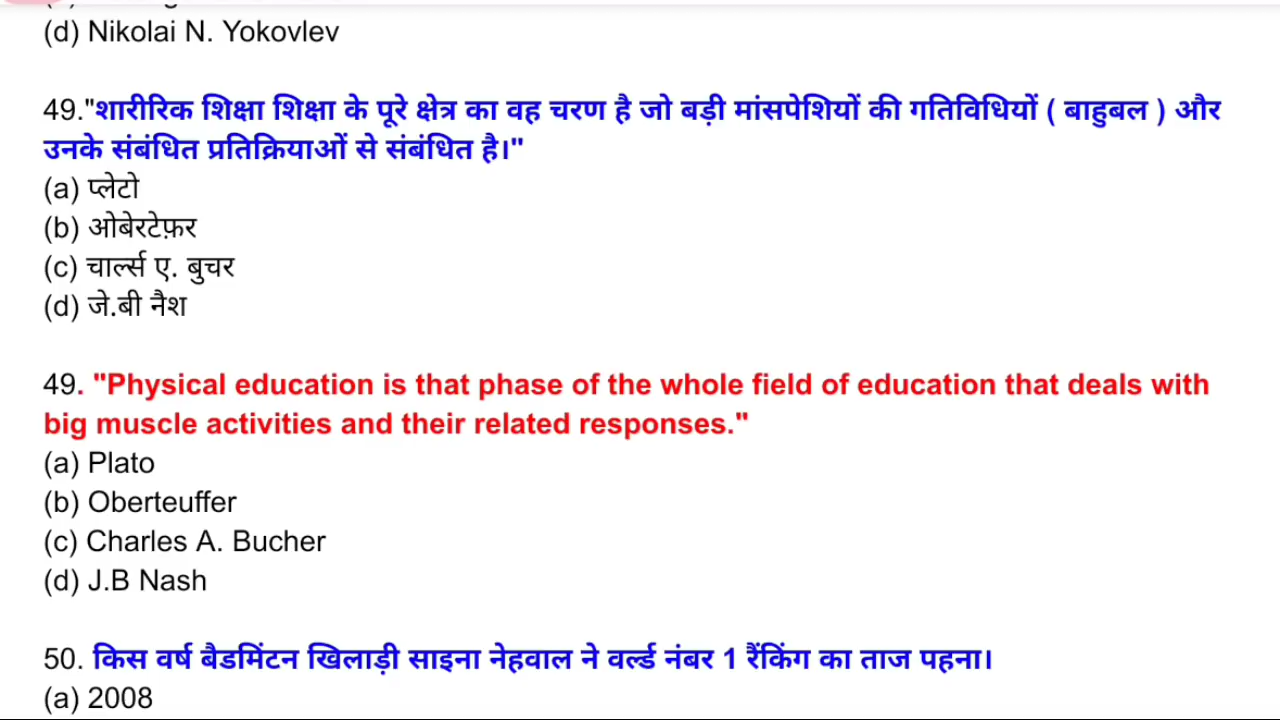 (d) Nikolai N. Yokovlev
49."शारीरिक शिक्षा शिक्षा के पूरे क्षेत्र का वह चरण है जो बड़ी मांसपेशियों की गतिविधियों ( बाहुबल ) और
उनके संबंधित प्रतिक्रियाओं से संबंधित है।"
(a) प्लेटो
(b) ओबेरटेफ़र
(c) चार्ल्स ए. बुचर
(d) जे.बी नैश
49. "Physical education is that phase of the whole field of education that deals with
big muscle activities and their related responses."
(a) Plato
(b) Oberteuffer
(c) Charles A. Bucher
(d) J.B Nash
50. किस वर्ष बैडमिंटन खिलाड़ी साइना नेहवाल ने वर्ल्ड नंबर 1 रैंकिंग का ताज पहना।
(a) 2008